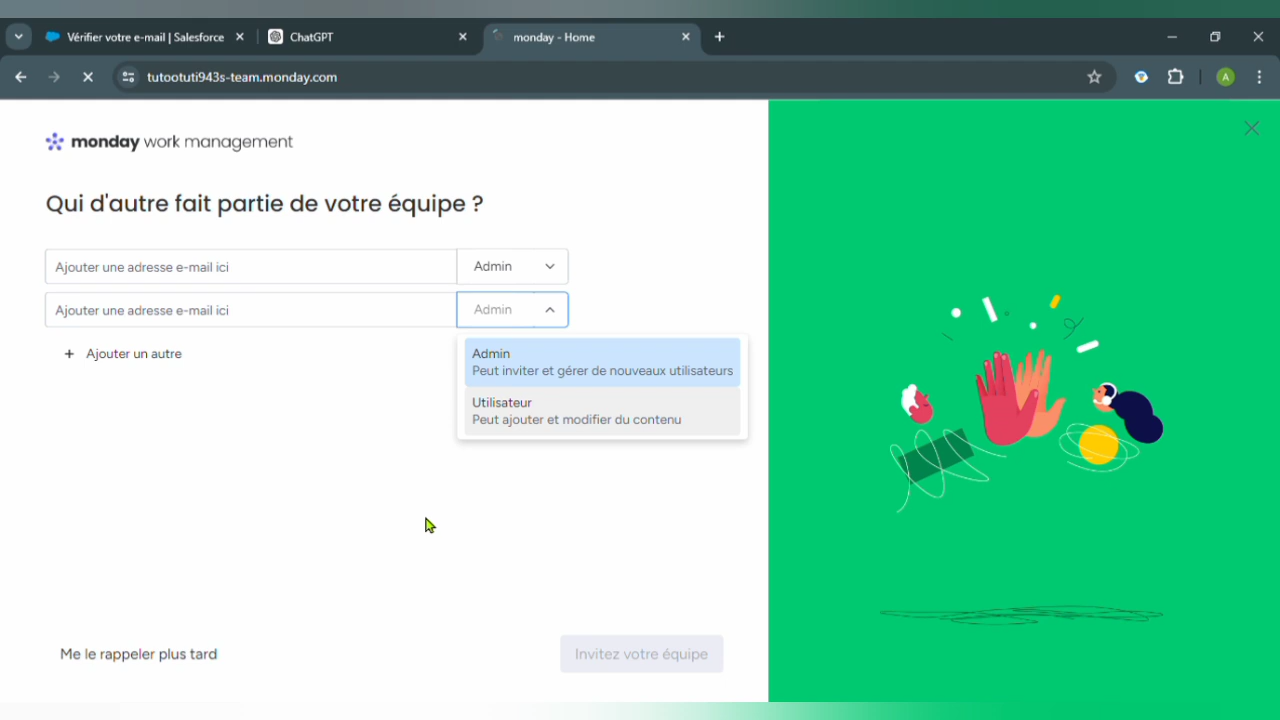 Vérifier votre e-mail | Salesforce
ChatGPT
monday - Home
tutootuti943s-team.monday.com
A
monday work management
Qui d'autre fait partie de votre équipe ?
Ajouter une adresse e-mail ici
Admin
Ajouter une adresse e-mail ici
Admin
+ Ajouter un autre
Admin
Peut inviter et gérer de nouveaux utilisateurs
Utilisateur
Peut ajouter et modifier du contenu
Me le rappeler plus tard
Invitez votre équipe